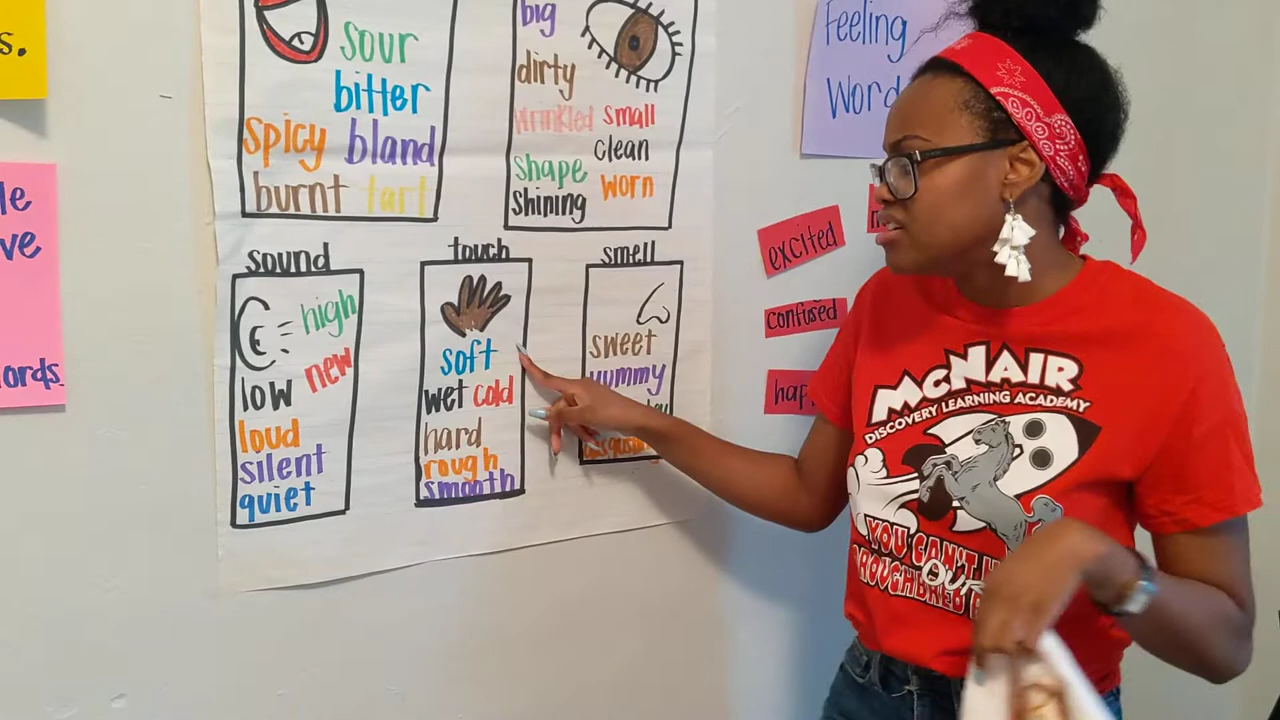 s.
le
ve
ords.
sour
bitter
spicy bland
burnt tart
big
dirty
wrinkled small
clean
shape
worn
shining
Feeling
excited
confused
sound
high
new
low
loud
silent
quiet
touch
soft
wet cold
hard
rough
smooth
smell
sweet
yummy
McNAIR
DISCOVERY LEARNING ACADEMY
YOU CAN'T
OUR